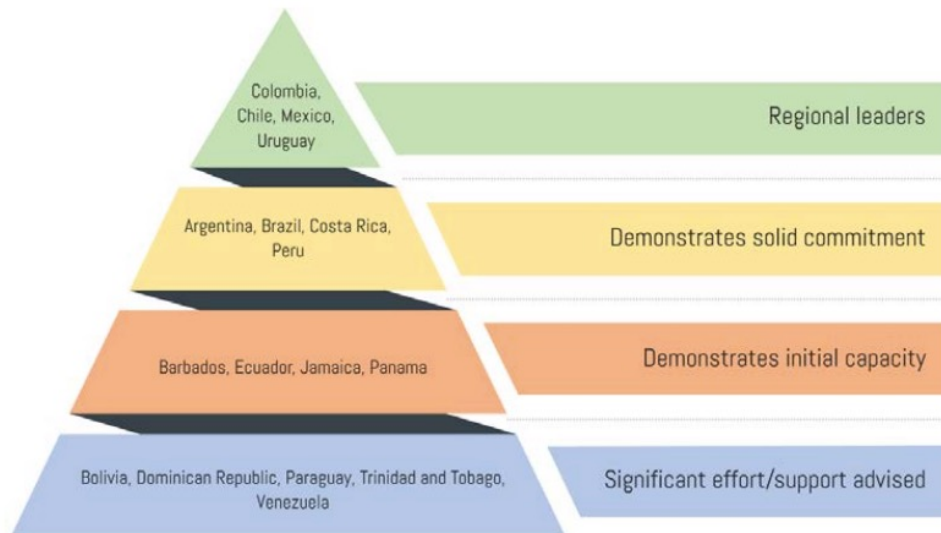 Colombia,
Chile, Mexico,
Uruguay
Regional leaders
Argentina, Brazil, Costa Rica,
Peru
Demonstrates solid commitment
Barbados, Ecuador, Jamaica, Panama
Demonstrates initial capacity
Bolivia, Dominican Republic, Paraguay, Trinidad and Tobago,
Venezuela
Significant effort/support advised